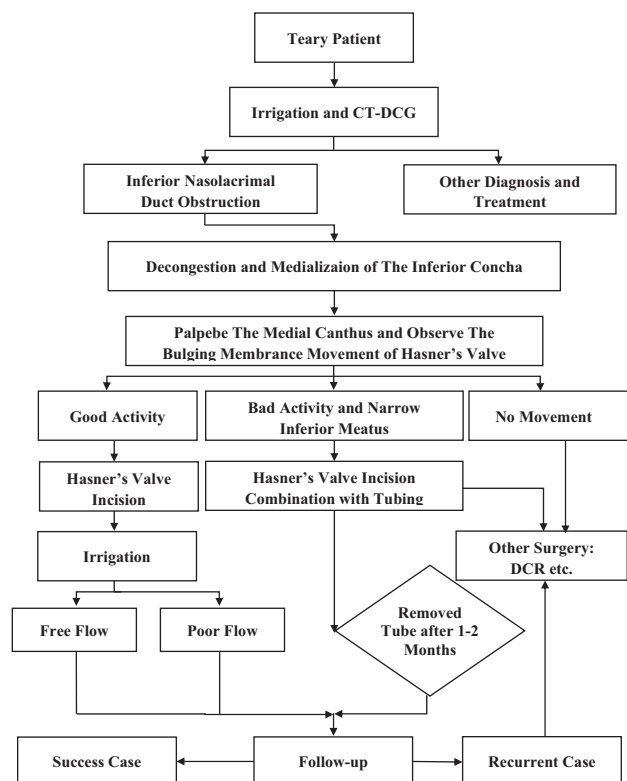 Teary Patient
Irrigation and CT-DCG
Inferior Nasolacrimal
Duct Obstruction
Other Diagnosis and
Treatment
Decongestion and Medializaion of The Inferior Concha
Palpebe The Medial Canthus and Observe The
Bulging Membrance Movement of Hasner's Valve
Good Activity
Bad Activity and Narrow
Inferior Meatus
No Movement
Hasner's Valve
Incision
Hasner's Valve Incision
Combination with Tubing
Irrigation
Other Surgery:
DCR etc.
Free Flow
Poor Flow
Removed
Tube after 1-2
Months
Success Case
Follow-up
Recurrent Case